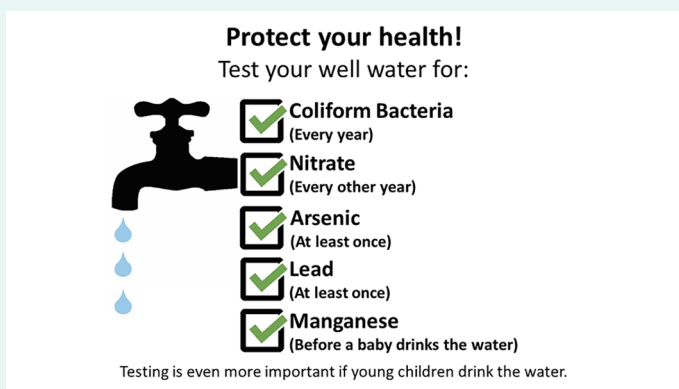 Protect your health!
Test your well water for:
Coliform Bacteria
(Every year)
Nitrate
(Every other year)
Arsenic
(At least once)
Lead
(At least once)
Manganese
(Before a baby drinks the water)
Testing is even more important if young children drink the water.